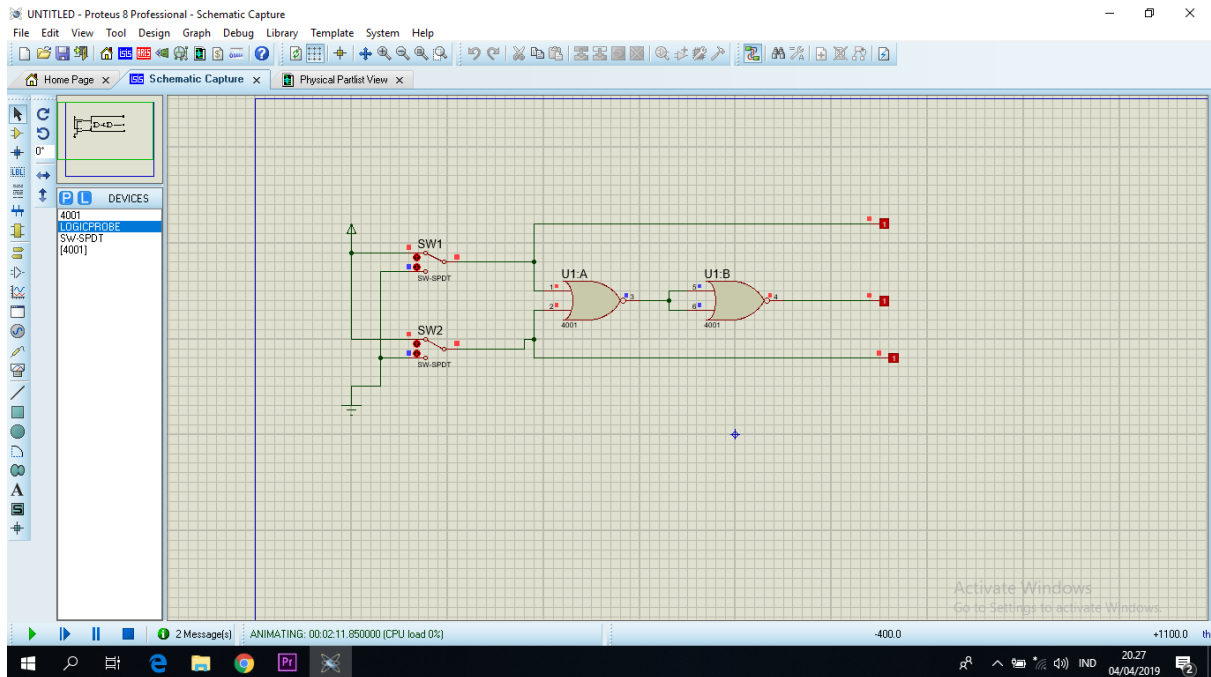 UNTITLED - Proteus 8 Professional - Schematic Capture
File Edit View Tool Design Graph Debug Library Template System Help
Home Page Schematic Capture Physical Partlist View
0°
LBL
P L DEVICES
4001
LOGICPROBE
SW-SPDT
[4001]
SW1
SW-SPDT
SW2
SW-SPDT
U1:A
1
2
3
4001
U1:B
5
6
4
4001
1
1
1
A
S
Activate Windows
Go to Settings to activate Windows.
2 Message(s) ANIMATING: 00:02:11.850000 (CPU load 0%) -400.0 +1100.0 th
Pr IND 20.27
04/04/2019
2